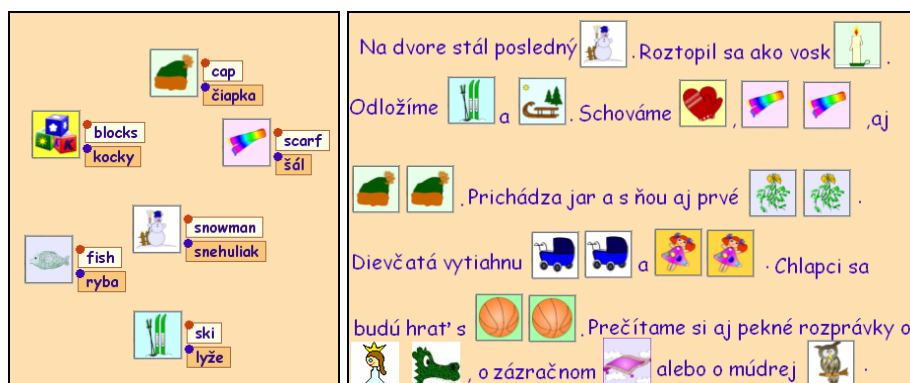 cap
čiapka
blocks
kocky
scarf
šál
snowman
snehuliak
fish
ryba
ski
lyže
Na dvore stál posledný . Roztopil sa ako vosk .
Odložíme a . Schováme , ,aj
. Prichádza jar a s ňou aj prvé .
Dievčatá vytiahnu a . Chlapci sa
budú hrať s . Prečítame si aj pekné rozprávky o
, o zázračnom alebo o múdrej .